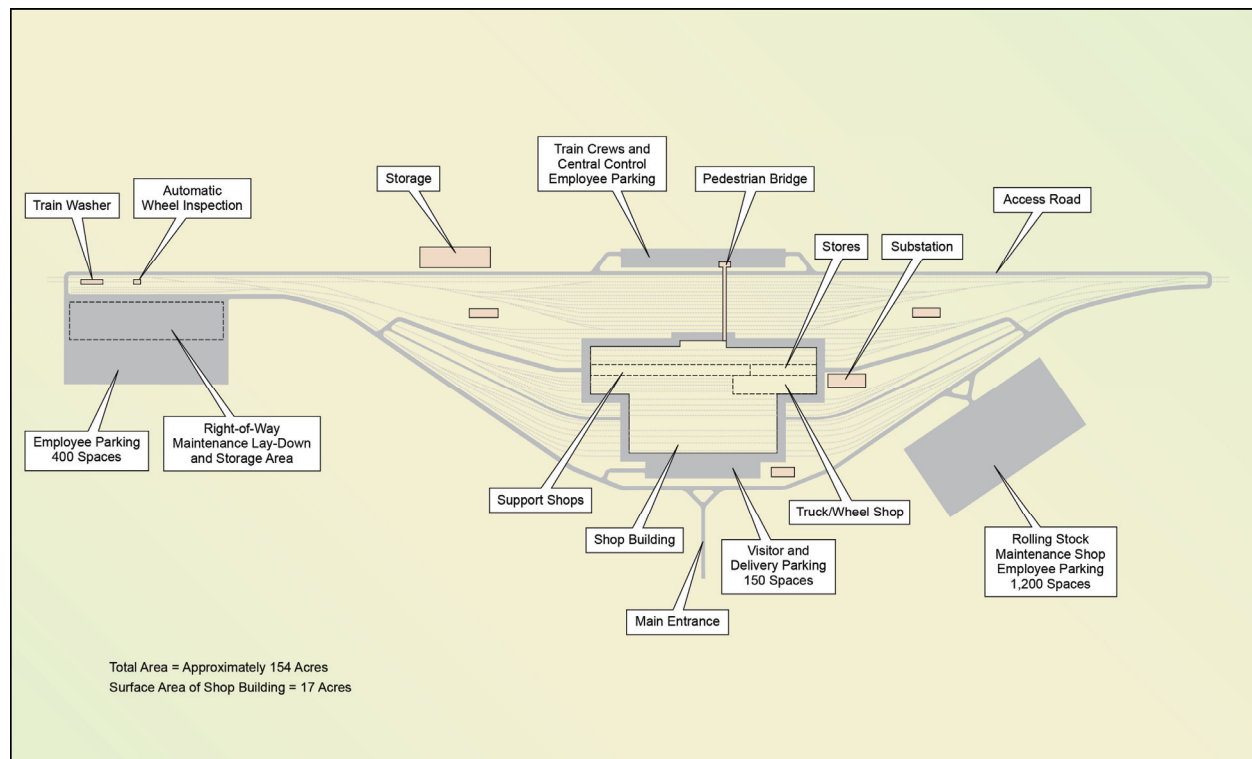 Train Crews and
Central Control
Employee Parking
Storage
Pedestrian Bridge
Automatic
Wheel Inspection
Train Washer
Access Road
Stores
Substation
Employee Parking
400 Spaces
Right-of-Way
Maintenance Lay-Down
and Storage Area
Support Shops
Truck/Wheel Shop
Shop Building
Visitor and
Delivery Parking
150 Spaces
Rolling Stock
Maintenance Shop
Employee Parking
1,200 Spaces
Main Entrance
Total Area = Approximately 154 Acres
Surface Area of Shop Building = 17 Acres